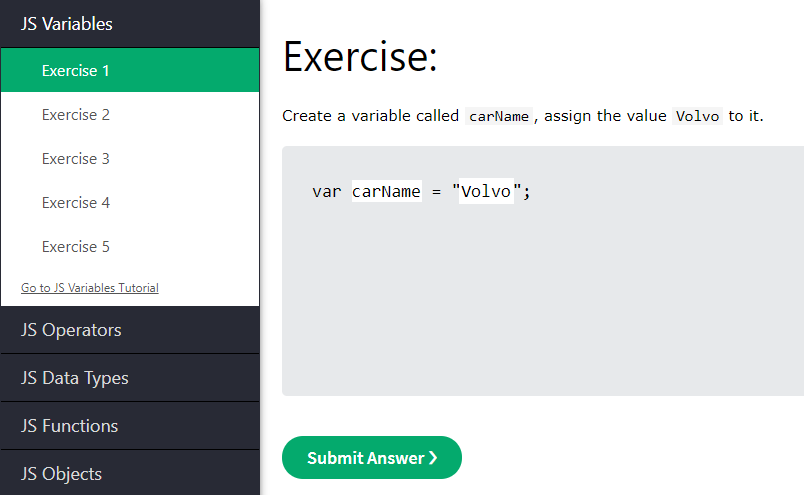 JS Variables
Exercise 1
Exercise 2
Exercise 3
Exercise 4
Exercise 5
Go to JS Variables Tutorial
JS Operators
JS Data Types
JS Functions
JS Objects
Exercise:
Create a variable called carName, assign the value Volvo to it.
var carName = "Volvo";
Submit Answer ❯